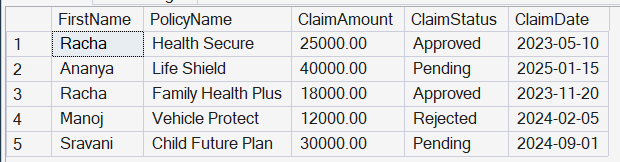 FirstName PolicyName ClaimAmount ClaimStatus ClaimDate
1 Racha Health Secure 25000.00 Approved 2023-05-10
2 Ananya Life Shield 40000.00 Pending 2025-01-15
3 Racha Family Health Plus 18000.00 Approved 2023-11-20
4 Manoj Vehicle Protect 12000.00 Rejected 2024-02-05
5 Sravani Child Future Plan 30000.00 Pending 2024-09-01